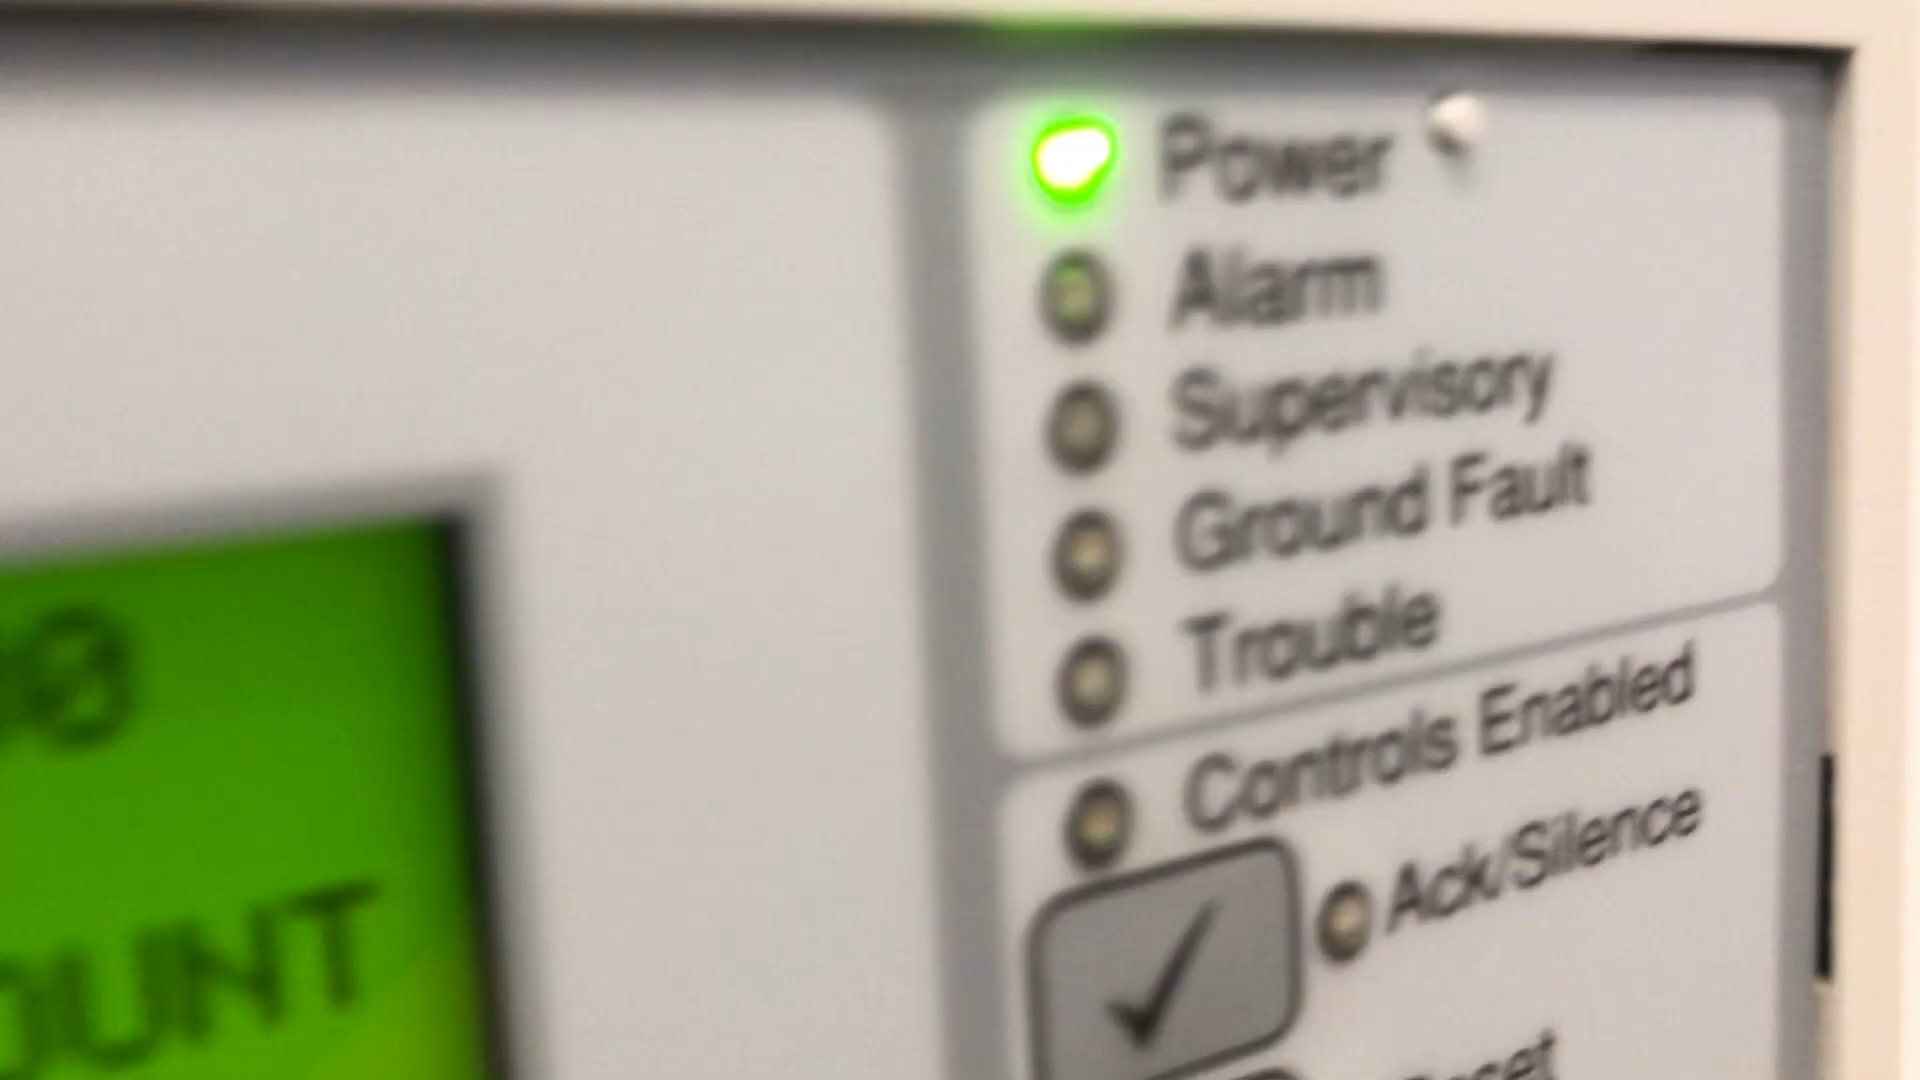 Power
Alarm
Supervisory
Ground Fault
Trouble
Controls Enabled
Ack/Silence